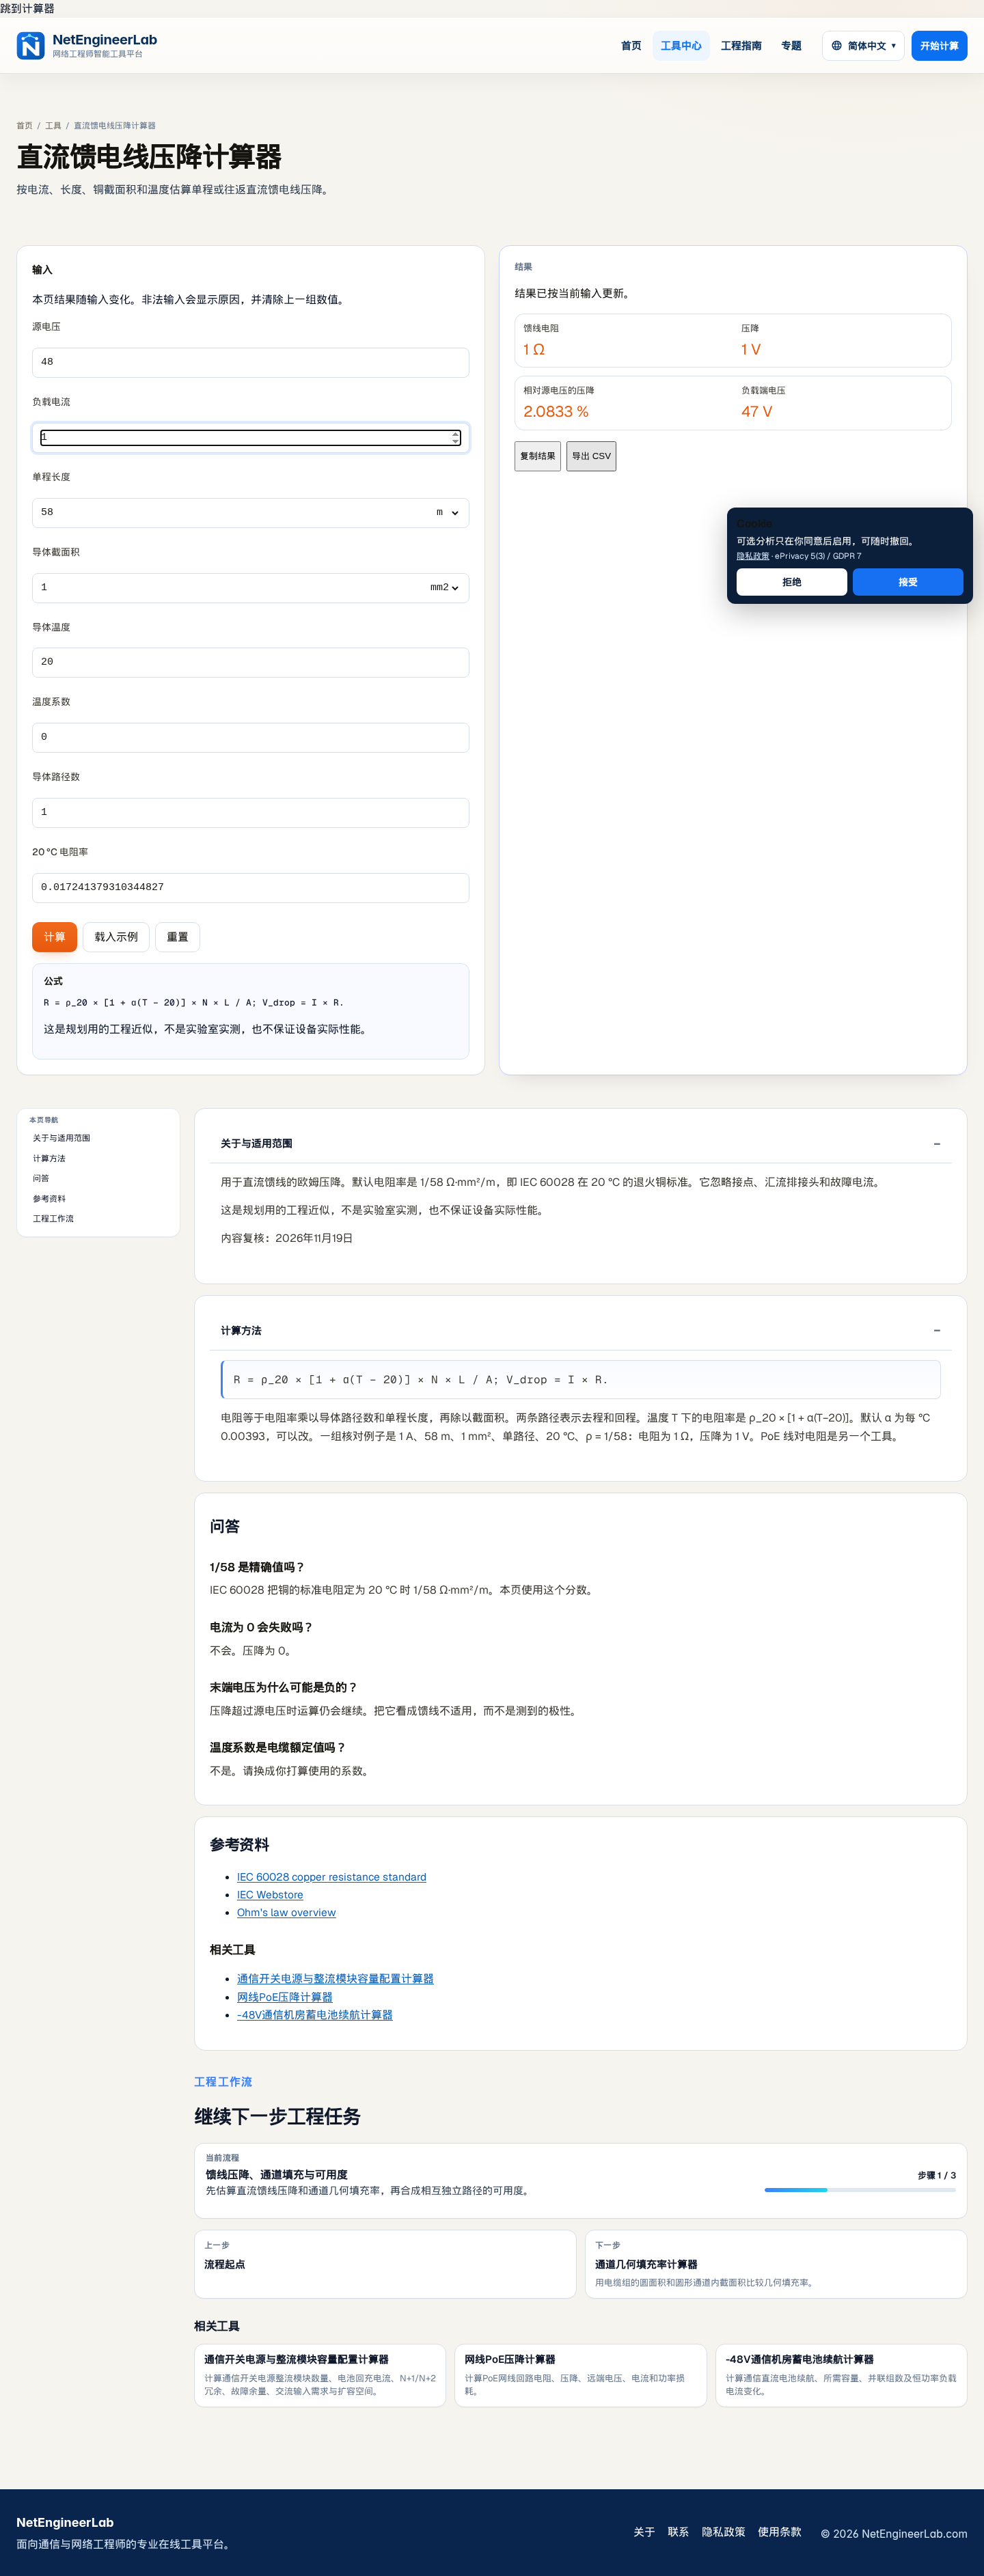 跳到计算器
NetEngineerLab
网络工程师智能工具平台
首页
工具中心
工程指南
专题
简体中文
开始计算
首页 / 工具 / 直流馈电线压降计算器
直流馈电线压降计算器
按电流、长度、铜截面积和温度估算单程或往返直流馈电线压降。
输入
本页结果随输入变化。非法输入会显示原因，并清除上一组数值。
源电压
48
负载电流
1
单程长度
58
m
导体截面积
1
mm2
导体温度
20
温度系数
0
导体路径数
1
20 °C 电阻率
0.017241379310344827
计算
载入示例
重置
公式
R = ρ_20 × [1 + α(T − 20)] × N × L / A; V_drop = I × R.
这是规划用的工程近似，不是实验室实测，也不保证设备实际性能。
结果
结果已按当前输入更新。
馈线电阻
1 Ω
压降
1 V
相对源电压的压降
2.0833 %
负载端电压
47 V
复制结果
导出 CSV
Cookie
可选分析只在你同意后启用，可随时撤回。
隐私政策 · ePrivacy 5(3) / GDPR 7
拒绝
接受
本页导航
关于与适用范围
计算方法
问答
参考资料
工程工作流
关于与适用范围
用于直流馈线的欧姆压降。默认电阻率是 1/58 Ω·mm²/m，即 IEC 60028 在 20 °C 的退火铜标准。它忽略接点、汇流排接头和故障电流。
这是规划用的工程近似，不是实验室实测，也不保证设备实际性能。
内容复核：2026年11月19日
计算方法
R = ρ_20 × [1 + α(T − 20)] × N × L / A; V_drop = I × R.
电阻等于电阻率乘以导体路径数和单程长度，再除以截面积。两条路径表示去程和回程。温度 T 下的电阻率是 ρ_20 × [1 + α(T−20)]。默认 α 为每 °C
0.00393，可以改。一组核对例子是 1 A、58 m、1 mm²、单路径、20 °C、ρ = 1/58：电阻为 1 Ω，压降为 1 V。PoE 线对电阻是另一个工具。
问答
1/58 是精确值吗？
IEC 60028 把铜的标准电阻定为 20 °C 时 1/58 Ω·mm²/m。本页使用这个分数。
电流为 0 会失败吗？
不会。压降为 0。
末端电压为什么可能是负的？
压降超过源电压时运算仍会继续。把它看成馈线不适用，而不是测到的极性。
温度系数是电缆额定值吗？
不是。请换成你打算使用的系数。
参考资料
IEC 60028 copper resistance standard
IEC Webstore
Ohm's law overview
相关工具
通信开关电源与整流模块容量配置计算器
网线PoE压降计算器
-48V通信机房蓄电池续航计算器
工程工作流
继续下一步工程任务
当前流程
馈线压降、通道填充与可用度
先估算直流馈线压降和通道几何填充率，再合成相互独立路径的可用度。
步骤 1 / 3
上一步
流程起点
下一步
通道几何填充率计算器
用电缆组的圆面积和圆形通道内截面积比较几何填充率。
相关工具
通信开关电源与整流模块容量配置计算器
计算通信开关电源整流模块数量、电池回充电流、N+1/N+2
冗余、故障余量、交流输入需求与扩容空间。
网线PoE压降计算器
计算PoE网线回路电阻、压降、远端电压、电流和功率损
耗。
-48V通信机房蓄电池续航计算器
计算通信直流电池续航、所需容量、并联组数及恒功率负载
电流变化。
NetEngineerLab
面向通信与网络工程师的专业在线工具平台。
关于
联系
隐私政策
使用条款
© 2026 NetEngineerLab.com